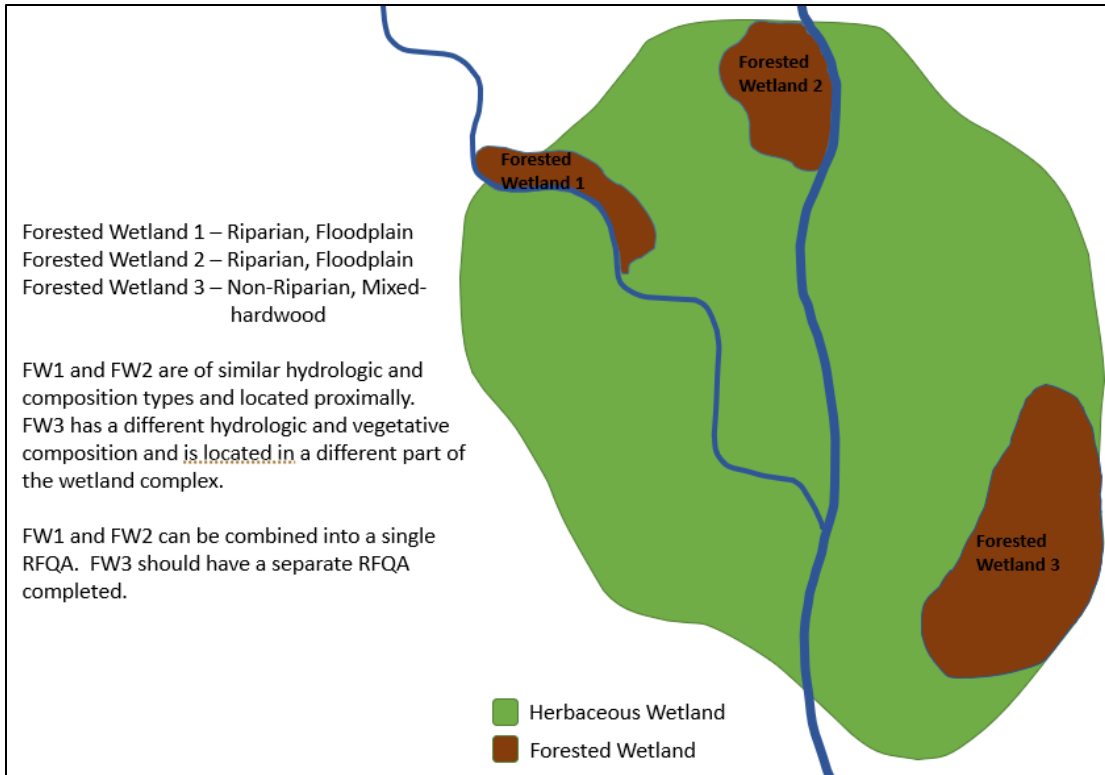 Forested
Wetland 2
Forested
Wetland 1
Forested Wetland 1 – Riparian, Floodplain
Forested Wetland 2 – Riparian, Floodplain
Forested Wetland 3 – Non-Riparian, Mixed-
hardwood
FW1 and FW2 are of similar hydrologic and
composition types and located proximally.
FW3 has a different hydrologic and vegetative
composition and is located in a different part of
the wetland complex.
FW1 and FW2 can be combined into a single
RFQA.  FW3 should have a separate RFQA
completed.
Forested
Wetland 3
Herbaceous Wetland
Forested Wetland